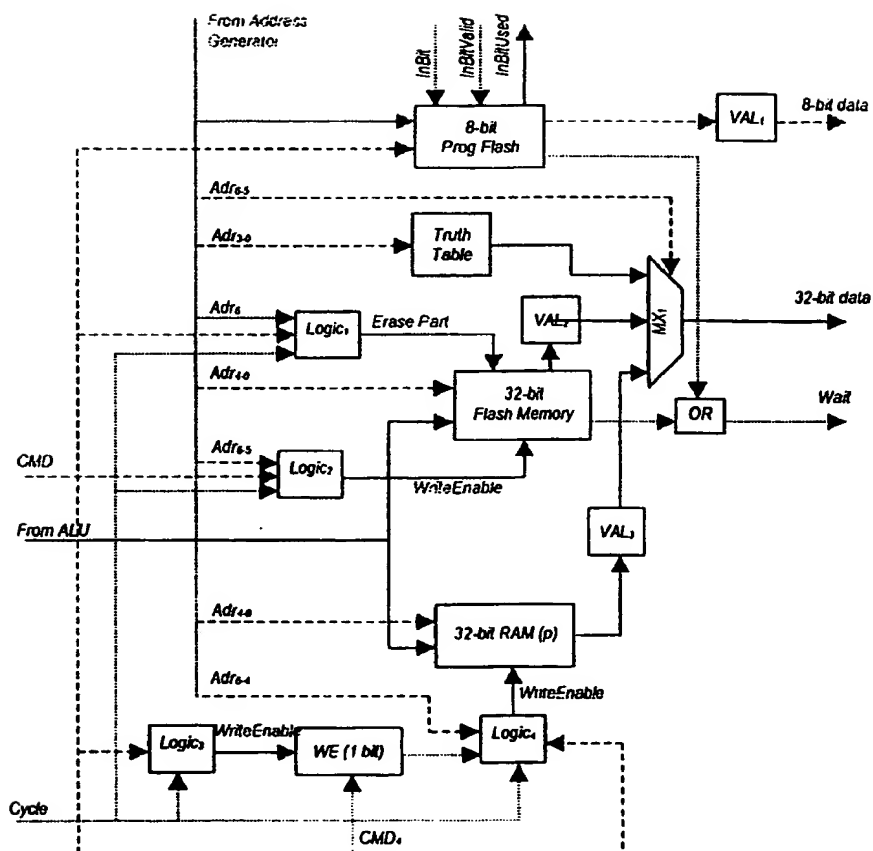 From Address
Generator
InBit
InBitValid
InBitUsed
8-bit
Prog Flash
VAL₁
8-bit data
Adr₆₋₅
Adr₃₋₀
Truth
Table
MX₁
32-bit data
Adr₆
Logic₁
Erase Part
VAL₂
Adr₄₋₀
32-bit
Flash Memory
OR
Wait
Adr₆₋₅
CMD
Logic₂
WriteEnable
From ALU
VAL₃
Adr₄₋₀
32-bit RAM (p)
Adr₆₋₄
WriteEnable
Logic₃
WriteEnable
WE (1 bit)
Logic₄
Cycle
CMD₄